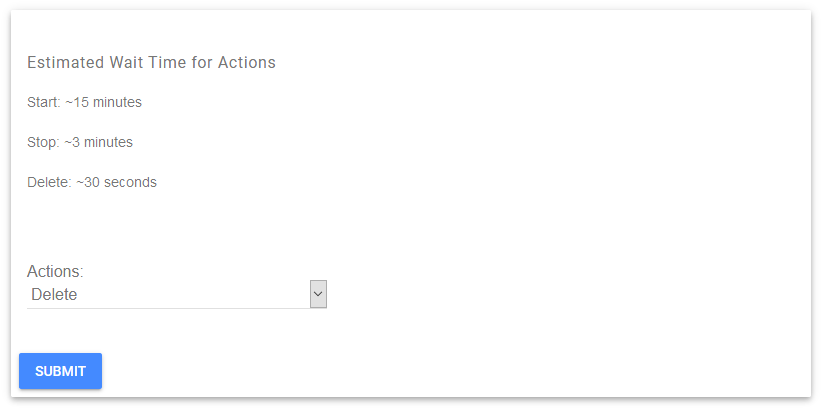 Estimated Wait Time for Actions
Start: ~15 minutes
Stop: ~3 minutes
Delete: ~30 seconds
Actions:
Delete
SUBMIT